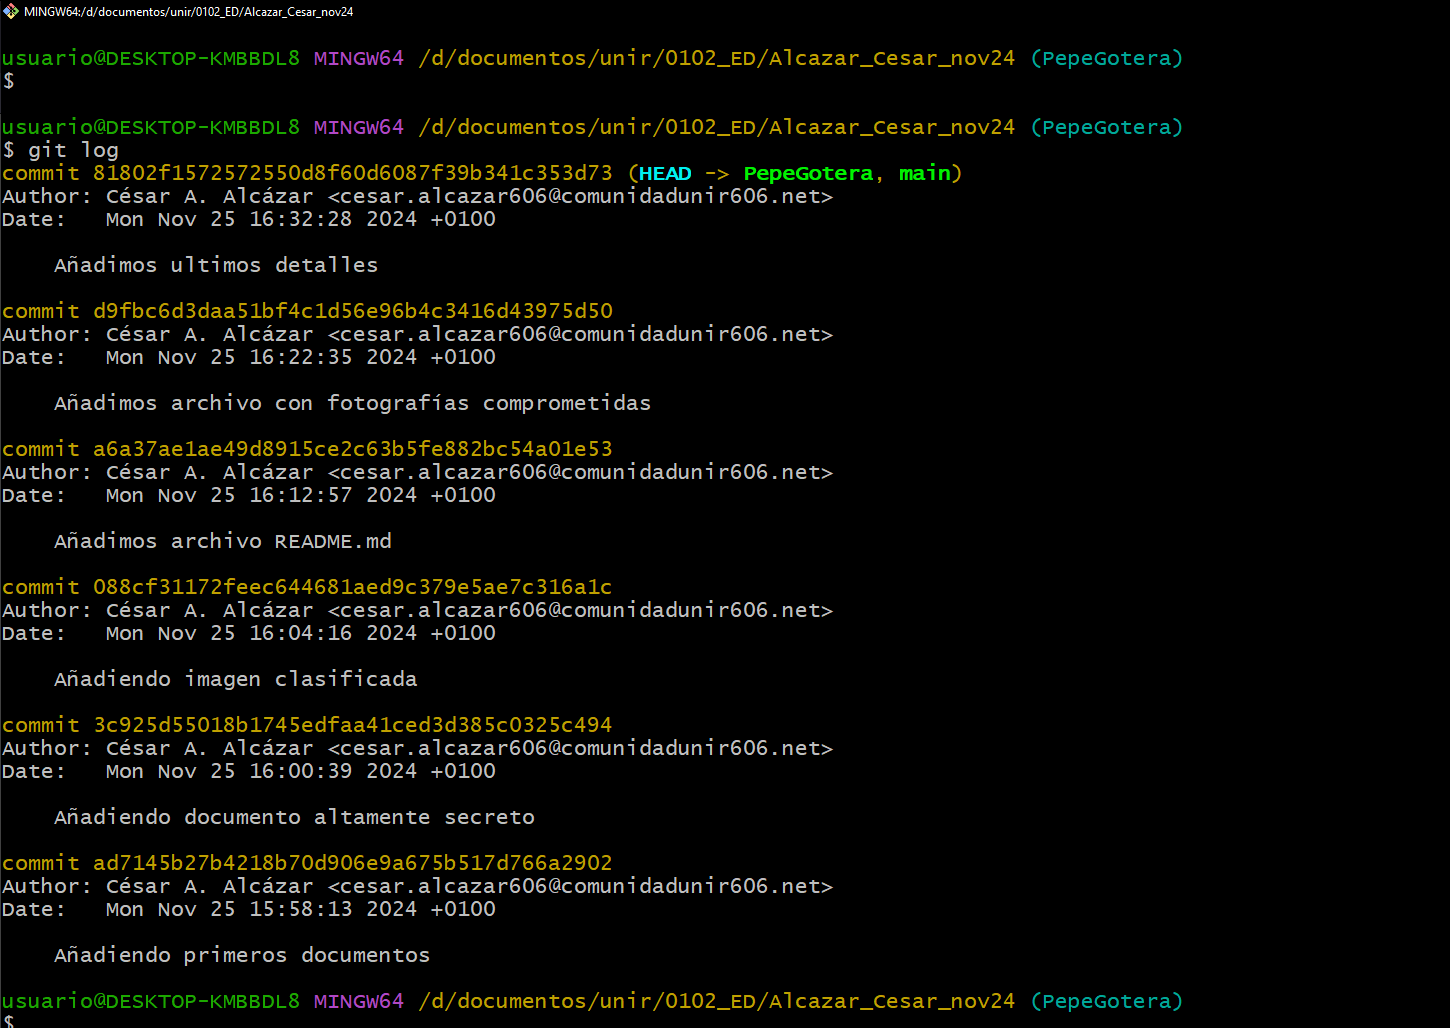 MINGW64:/d/documentos/unir/0102_ED/Alcazar_Cesar_nov24
usuario@DESKTOP-KMBBDL8 MINGW64 /d/documentos/unir/0102_ED/Alcazar_Cesar_nov24 (PepeGotera)
$
usuario@DESKTOP-KMBBDL8 MINGW64 /d/documentos/unir/0102_ED/Alcazar_Cesar_nov24 (PepeGotera)
$ git log
commit 81802f1572572550d8f60d6087f39b341c353d73 (HEAD -> PepeGotera, main)
Author: César A. Alcázar <cesar.alcazar606@comunidadunir606.net>
Date:   Mon Nov 25 16:32:28 2024 +0100
Añadimos ultimos detalles
commit d9fbc6d3daa51bf4c1d56e96b4c3416d43975d50
Author: César A. Alcázar <cesar.alcazar606@comunidadunir606.net>
Date:   Mon Nov 25 16:22:35 2024 +0100
Añadimos archivo con fotografías comprometidas
commit a6a37ae1ae49d8915ce2c63b5fe882bc54a01e53
Author: César A. Alcázar <cesar.alcazar606@comunidadunir606.net>
Date:   Mon Nov 25 16:12:57 2024 +0100
Añadimos archivo README.md
commit 088cf31172feec644681aed9c379e5ae7c316a1c
Author: César A. Alcázar <cesar.alcazar606@comunidadunir606.net>
Date:   Mon Nov 25 16:04:16 2024 +0100
Añadiendo imagen clasificada
commit 3c925d55018b1745edfaa41ced3d385c0325c494
Author: César A. Alcázar <cesar.alcazar606@comunidadunir606.net>
Date:   Mon Nov 25 16:00:39 2024 +0100
Añadiendo documento altamente secreto
commit ad7145b27b4218b70d906e9a675b517d766a2902
Author: César A. Alcázar <cesar.alcazar606@comunidadunir606.net>
Date:   Mon Nov 25 15:58:13 2024 +0100
Añadiendo primeros documentos
usuario@DESKTOP-KMBBDL8 MINGW64 /d/documentos/unir/0102_ED/Alcazar_Cesar_nov24 (PepeGotera)
$